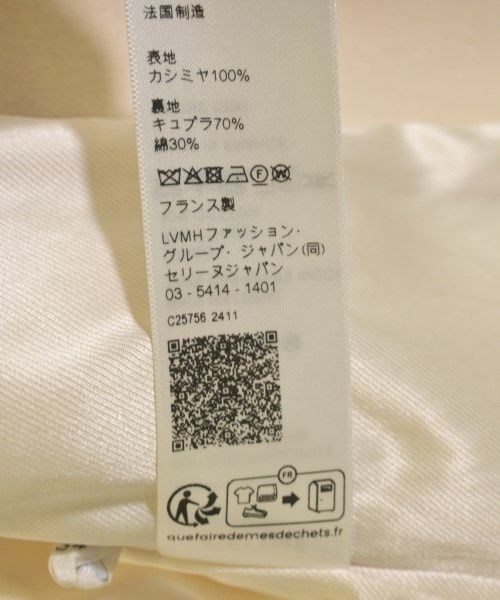 法国制造
表地
カシミヤ100%
裏地
キュプラ70%
綿30%
フランス製
LVMHファッション・
グループ・ジャパン(同)
セリーヌジャパン
03-5414-1401
C25756 2411
FR
quefairedemesdechets.fr